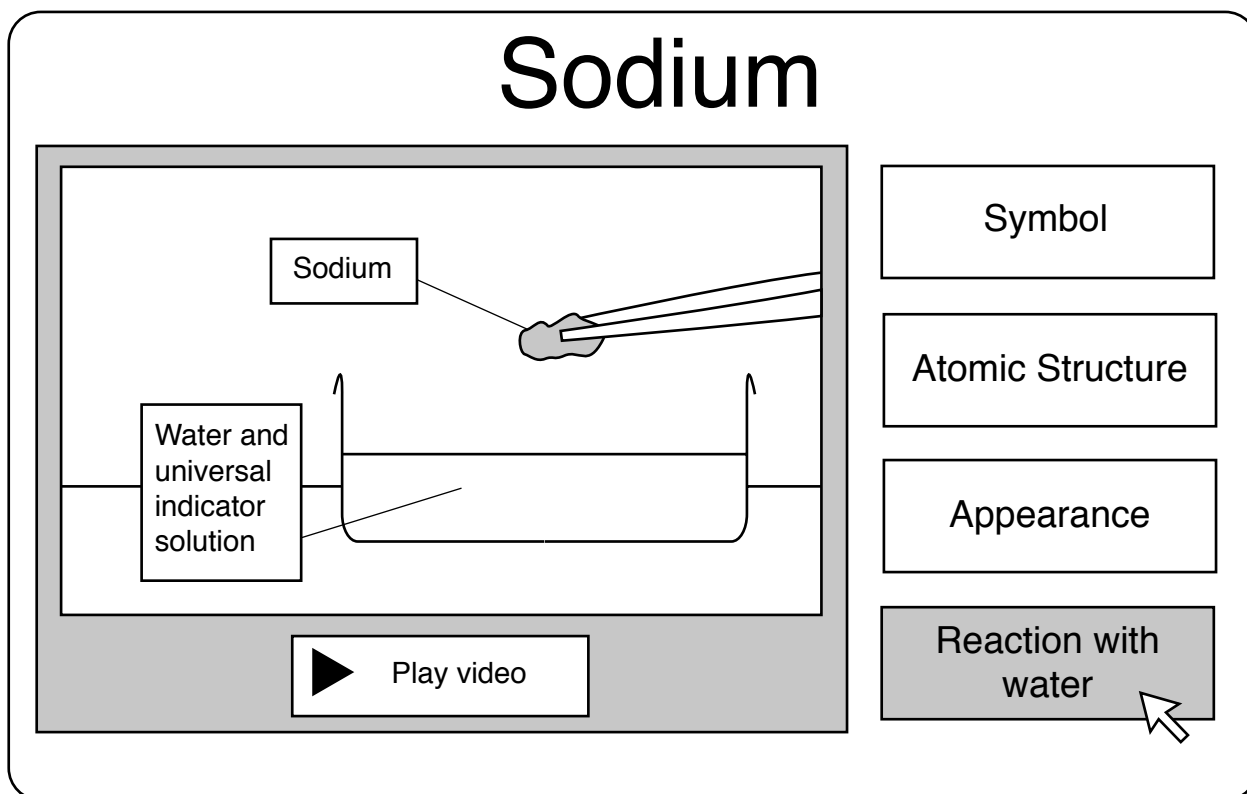 Sodium
Sodium
Water and
universal
indicator
solution
Play video
Symbol
Atomic Structure
Appearance
Reaction with
water